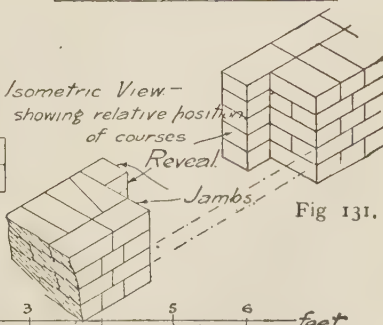 Isometric View.-
showing relative position
of courses
Reveal.
Jambs.
Fig 131.
3 5 6 feet